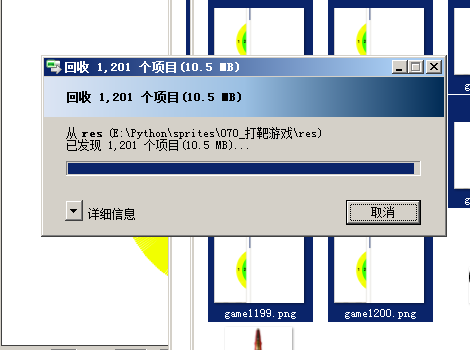 回收 1,201 个项目(10.5 MB)
回收 1,201 个项目(10.5 MB)
从 res (E:\Python\sprites\070_打靶游戏\res)
已发现 1,201 个项目(10.5 MB)...
详细信息
取消
game1199.png
game1200.png